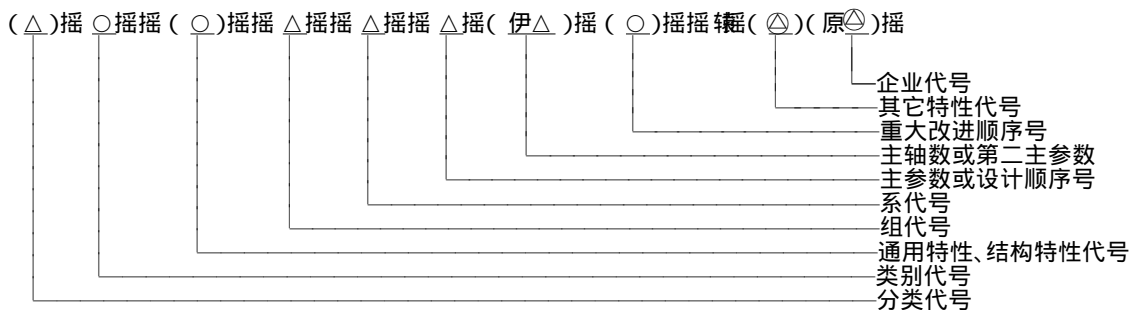 (△)摇 ○摇摇 (○)摇摇 △摇摇 △摇摇 △摇( 伊△ )摇 (○)摇摇 辕摇(△)( 原△)摇
企业代号
其它特性代号
重大改进顺序号
主轴数或第二主参数
主参数或设计顺序号
系代号
组代号
通用特性、结构特性代号
类别代号
分类代号